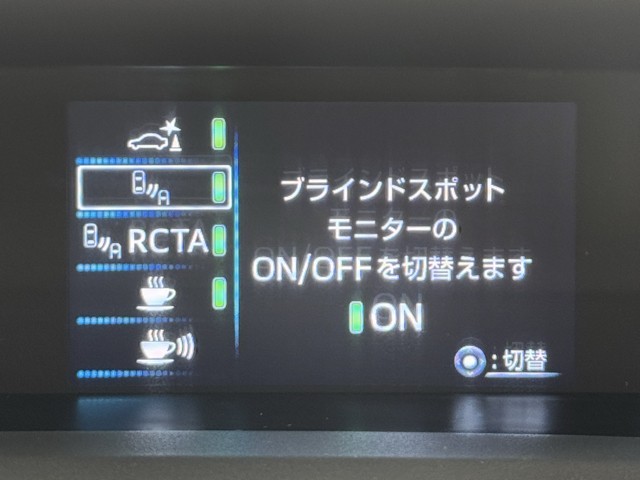 RCTA
ブラインドスポット
モニターの
ON/OFFを切替えます
ON
:切替